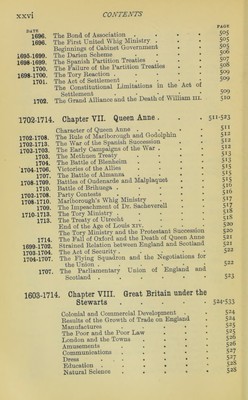 xxvi CONTENTS
DATE PAGE
1696. The Bond of Association . . . 505
1696. The First United Whig Ministry . . . 505
Beginnings of Cabinet Government . . . 505
1695-1699. The Darien Scheme . . . 506
1698-1699. The Spanish Partition Treaties . . . 506
1700. The Failure of the Partition Treaties . . . 508
1698-1700. The Tory Reaction . . . 509
1701. The Act of Settlement . . . 509
The Constitutional Limitations in the Act of
Settlement . . . 509
1702. The Grand Alliance and the Death of William III. 510
1702-1714. Chapter VII. Queen Anne . . . 511-523
Character of Queen Anne . . . 511
1702-1708. The Rule of Marlborough and Godolphin . . . 512
1702-1713. The War of the Spanish Succession . . . 512
1702-1703. The Early Campaigns of the War . . . 513
1703. The Methuen Treaty . . . 513
1704. The Battle of Blenheim . . . 513
1704-1706. Victories of the Allies . . . 515
1707. The Battle of Almanza . . . 515
1708-1709. Battles of Oudenarde and Malplaquet . . . 515
1710. Battle of Brihuega . . . 516
1703-1708. Party Contests . . . 516
1708-1710. Marlborough's Whig Ministry . . . 517
1709. The Impeachment of Dr. Sacheverell . . . 517
1710-1713. The Tory Ministry . . . 518
1713. The Treaty of Utrecht . . . 518
End of the Age of Louis XIV. . . . 520
The Tory Ministry and the Protestant Succession 520
1714. The Fall of Oxford and the Death of Queen Anne 521
1699-1702. Strained Relation between England and Scotland 521
1703-1704. The Act of Security . . . 522
1704-1707. The Flying Squadron and the Negotiations for
the Union . . . 522
1707. The Parliamentary Union of England and
Scotland . . . 523
1603-1714. Chapter VIII. Great Britain under the
Stewarts . . . 524-533
Colonial and Commercial Development . . . 524
Results of the Growth of Trade on England . . . 524
Manufactures . . . 525
The Poor and the Poor Law . . . 525
London and the Towns . . . 526
Amusements . . . 526
Communications . . . 527
Dress . . . 527
Education . . . 528
Natural Science . . . 528